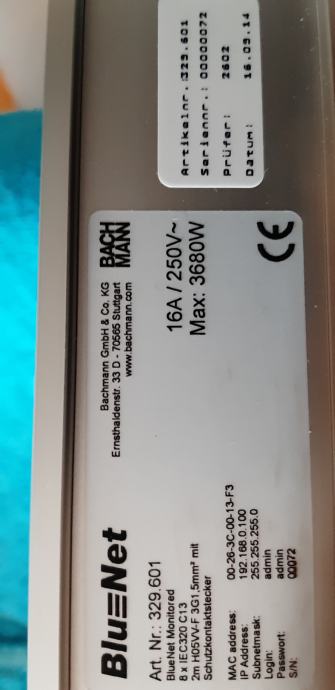 Artikelnr.:329.601
Seriennr.: 00000072
Prüfer: 2602
Datum: 16.09.14
BACH
MANN
Bachmann GmbH & Co. KG
Ernsthaldenstr. 33 D - 70565 Stuttgart
www.bachmann.com
16A / 250V~
Max: 3680W
CE
BlueNet
Art. Nr.: 329.601
BlueNet Monitored
8 x IEC320 C13
2m H05VV-F 3G1,5mm² mit
Schutzkontaktstecker
MAC address: 00-26-3C-00-13-F3
IP Address: 192.168.0.100
Subnetmask: 255.255.255.0
Login: admin
Passwort: admin
S/N: 00072